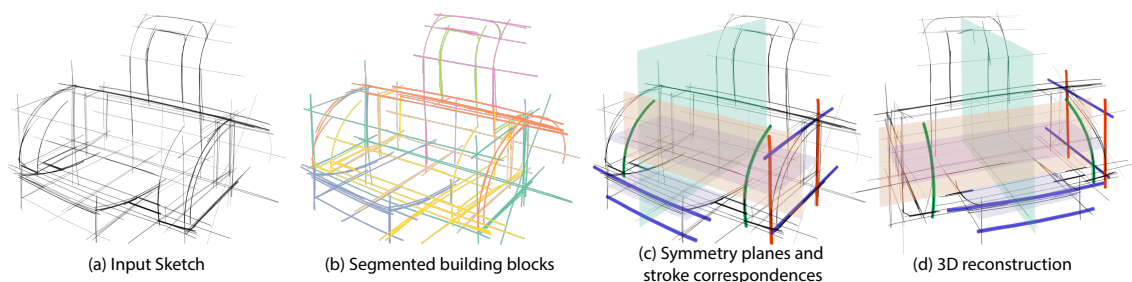 (a) Input Sketch
(b) Segmented building blocks
(c) Symmetry planes and
stroke correspondences
(d) 3D reconstruction